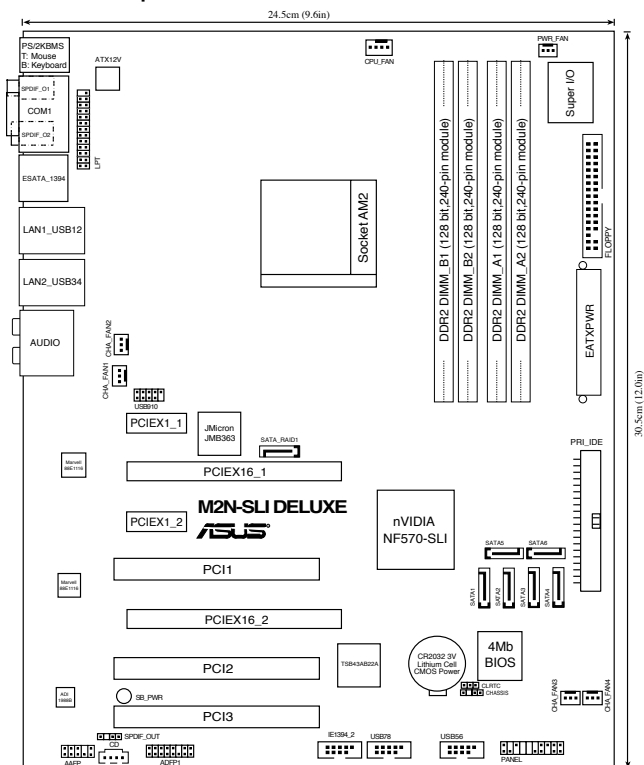 24.5cm (9.6in)
PS/2KBMS
T: Mouse
B: Keyboard
ATX12V
CPU_FAN
PWR_FAN
Super I/O
SPDIF_O1
COM1
SPDIF_O2
LPT
FLOPPY
ESATA_1394
Socket AM2
DDR2 DIMM_B1 (128 bit,240-pin module)
DDR2 DIMM_B2 (128 bit,240-pin module)
DDR2 DIMM_A1 (128 bit,240-pin module)
DDR2 DIMM_A2 (128 bit,240-pin module)
LAN1_USB12
LAN2_USB34
EATXPWR
AUDIO
CHA_FAN2
CHA_FAN1
30.5cm (12.0in)
USB910
PCIEX1_1
JMicron
JMB363
SATA_RAID1
PRI_IDE
Marvell
88E1116
PCIEX16_1
M2N-SLI DELUXE
PCIEX1_2
ASUS
nVIDIA
NF570-SLI
SATA5
SATA6
PCI1
SATA1
SATA2
SATA3
SATA4
Marvell
88E1116
PCIEX16_2
PCI2
TSB43AB22A
CR2032 3V
Lithium Cell
CMOS Power
4Mb
BIOS
CLRTC
CHASSIS
ADI
SB_PWR
CHA_FAN3
CHA_FAN4
PCI3
SPDIF_OUT
CD
AAFP
ADFP1
IE1394_2
USB78
USB56
PANEL